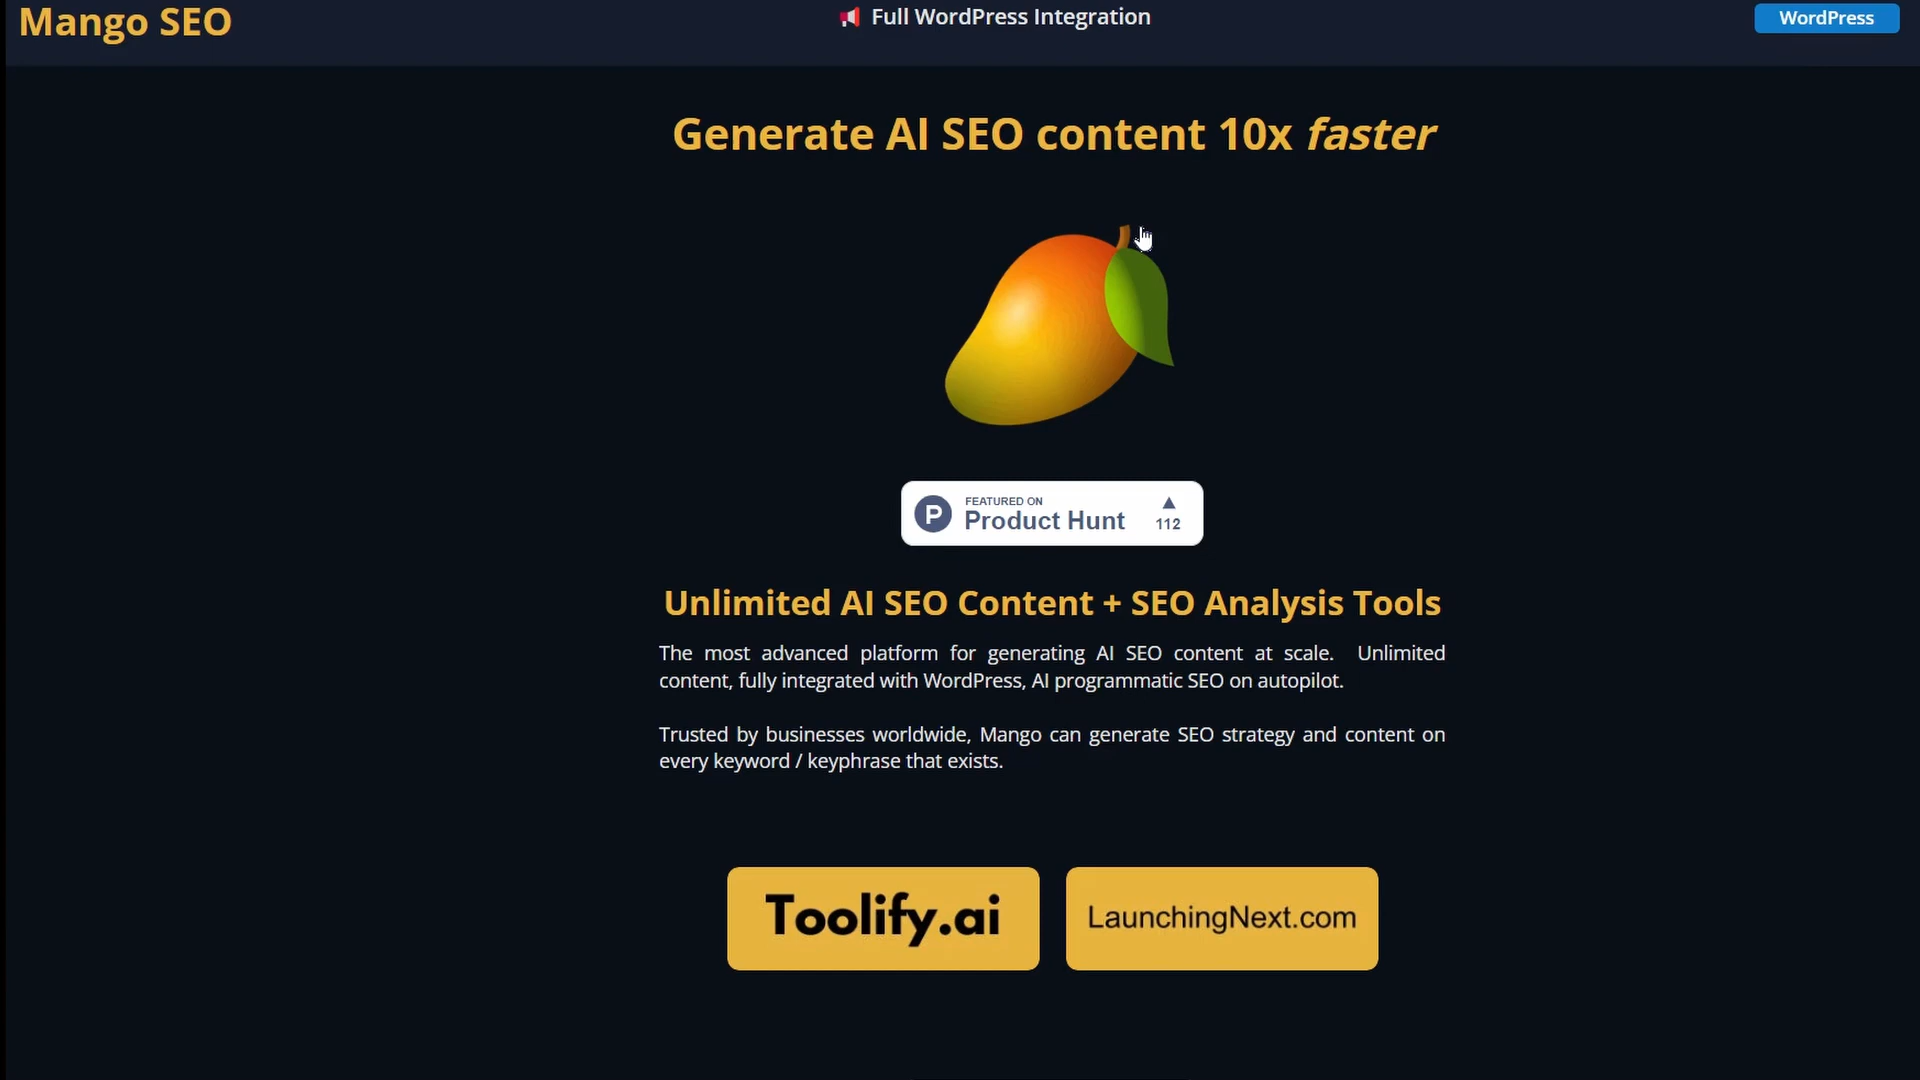 Mango SEO
Full WordPress Integration
WordPress
Generate AI SEO content 10x faster
P
FEATURED ON
Product Hunt
112
Unlimited AI SEO Content + SEO Analysis Tools
The most advanced platform for generating AI SEO content at scale. Unlimited
content, fully integrated with WordPress, AI programmatic SEO on autopilot.
Trusted by businesses worldwide, Mango can generate SEO strategy and content on
every keyword / keyphrase that exists.
Toolify.ai
LaunchingNext.com